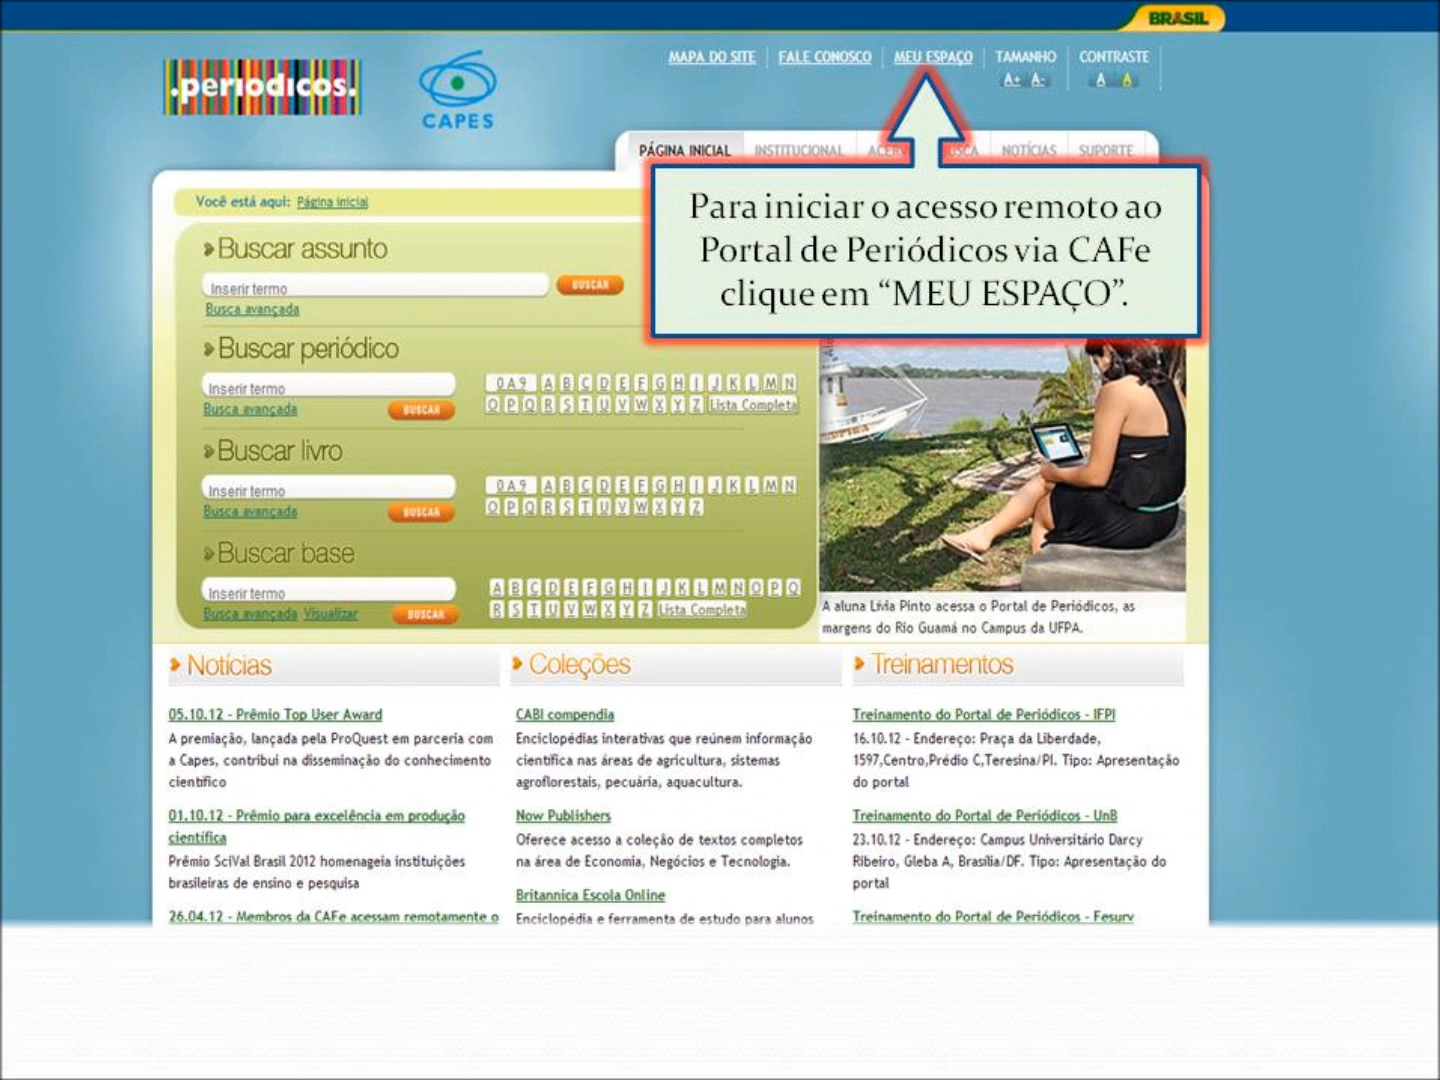 BRASIL
.periodicos.
CAPES
MAPA DO SITE
FALE CONOSCO
MEU ESPAÇO
TAMANHO
CONTRASTE
A+ A-
A A
PÁGINA INICIAL
INSTITUCIONAL
NOTÍCIAS
SUPORTE
Para iniciar o acesso remoto ao
Portal de Periódicos via CAFe
clique em “MEU ESPAÇO”.
Você está aqui: Página inicial
Buscar assunto
Inserir termo
BUSCAR
Busca avançada
Buscar periódico
Inserir termo
Busca avançada
BUSCAR
0 A 9 A B C D E F G H I J K L M N
O P Q R S T U V W X Y Z Lista Completa
Buscar livro
Inserir termo
Busca avançada
BUSCAR
0 A 9 A B C D E F G H I J K L M N
O P Q R S T U V W X Y Z
Buscar base
Inserir termo
Busca avançada Visualizar
BUSCAR
A B C D E F G H I J K L M N O P Q
R S T U V W X Y Z Lista Completa
A aluna Lívia Pinto acessa o Portal de Periódicos, as
margens do Rio Guamá no Campus da UFPA.
Notícias
05.10.12 - Prêmio Top User Award
A premiação, lançada pela ProQuest em parceria com
a Capes, contribui na disseminação do conhecimento
científico
01.10.12 - Prêmio para excelência em produção
científica
Prêmio SciVal Brasil 2012 homenageia instituições
brasileiras de ensino e pesquisa
26.04.12 - Membros da CAFe acessam remotamente o
Coleções
CABI compendia
Enciclopédias interativas que reúnem informação
científica nas áreas de agricultura, sistemas
agroflorestais, pecuária, aquacultura.
Now Publishers
Oferece acesso a coleção de textos completos
na área de Economia, Negócios e Tecnologia.
Britannica Escola Online
Enciclopédia e ferramenta de estudo para alunos
Treinamentos
Treinamento do Portal de Periódicos - IFPI
16.10.12 - Endereço: Praça da Liberdade,
1597,Centro,Prédio C,Teresina/PI. Tipo: Apresentação
do portal
Treinamento do Portal de Periódicos - UnB
23.10.12 - Endereço: Campus Universitário Darcy
Ribeiro, Gleba A, Brasília/DF. Tipo: Apresentação do
portal
Treinamento do Portal de Periódicos - Fesurv